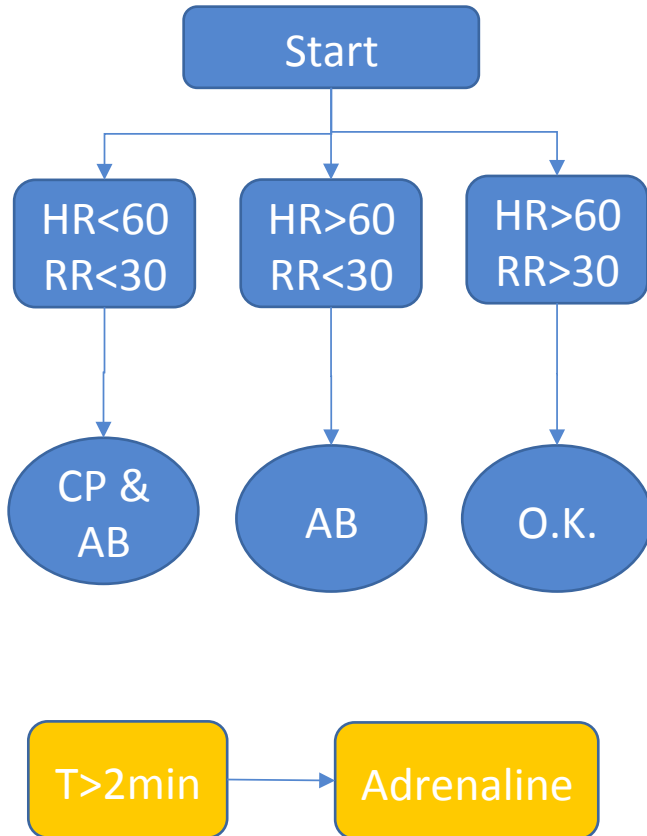 Start
HR<60
RR<30
HR>60
RR<30
HR>60
RR>30
CP &
AB
AB
O.K.
T>2min
Adrenaline